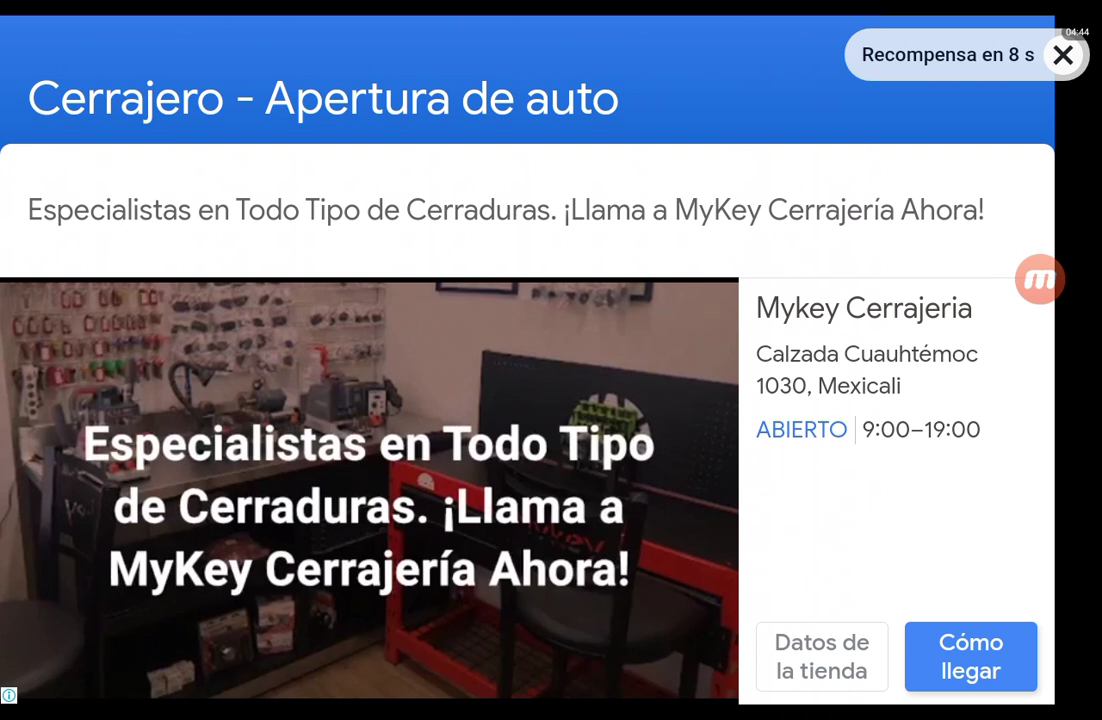 04:44
Recompensa en 8 s
Cerrajero - Apertura de auto
Especialistas en Todo Tipo de Cerraduras. ¡Llama a MyKey Cerrajería Ahora!
Especialistas en Todo Tipo
de Cerraduras. ¡Llama a
MyKey Cerrajería Ahora!
Mykey Cerrajeria
Calzada Cuauhtémoc
1030, Mexicali
ABIERTO | 9:00–19:00
Datos de
la tienda
Cómo
llegar